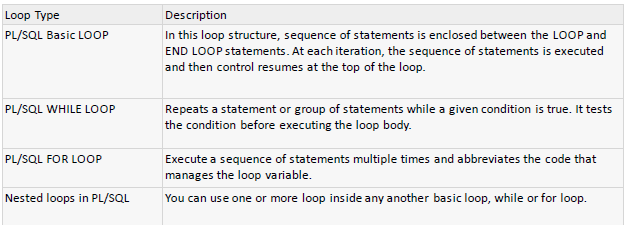 Loop Type Description
PL/SQL Basic LOOP In this loop structure, sequence of statements is enclosed between the LOOP and
END LOOP statements. At each iteration, the sequence of statements is executed
and then control resumes at the top of the loop.
PL/SQL WHILE LOOP Repeats a statement or group of statements while a given condition is true. It tests
the condition before executing the loop body.
PL/SQL FOR LOOP Execute a sequence of statements multiple times and abbreviates the code that
manages the loop variable.
Nested loops in PL/SQL You can use one or more loop inside any another basic loop, while or for loop.